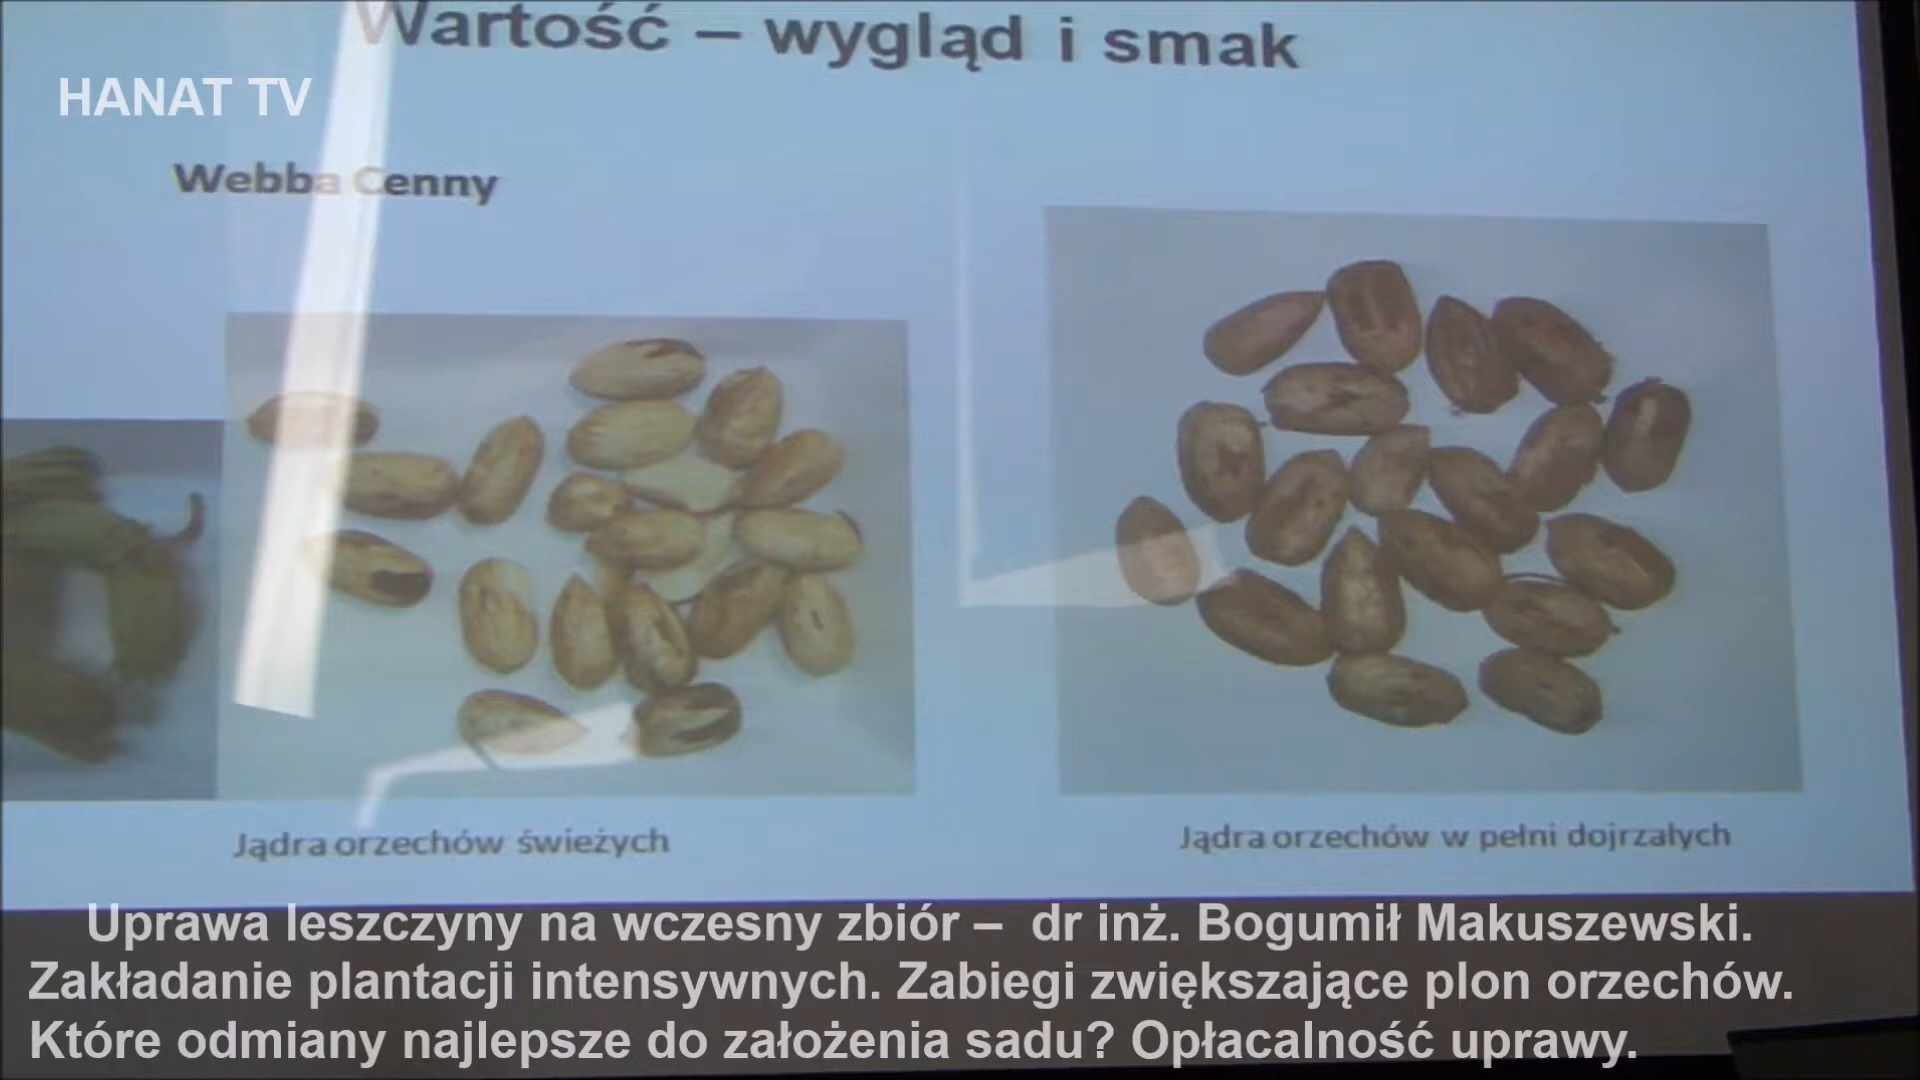 Wartość – wygląd i smak
HANAT TV
Webba Cenny
Jądra orzechów świeżych
Jądra orzechów w pełni dojrzałych
Uprawa leszczyny na wczesny zbiór – dr inż. Bogumił Makuszewski.
Zakładanie plantacji intensywnych. Zabiegi zwiększające plon orzechów.
Które odmiany najlepsze do założenia sadu? Opłacalność uprawy.